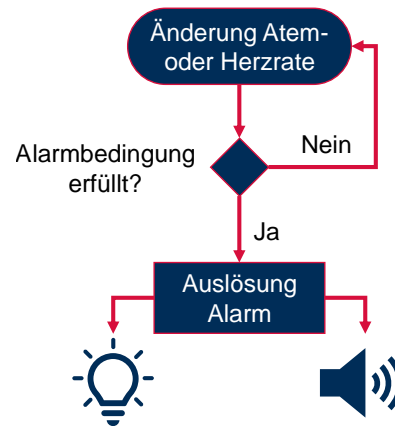 Änderung Atem-
oder Herzrate
Alarmbedingung
erfüllt?
Nein
Ja
Auslösung
Alarm